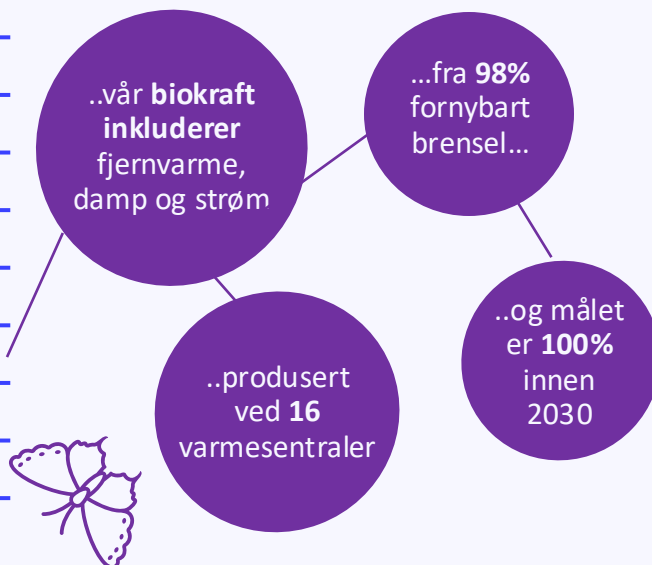 ..vår biokraft
inkluderer
fjernvarme,
damp og strøm
...fra 98%
fornybart
brensel...
..produsert
ved 16
varmesentraler
..og målet
er 100%
innen
2030